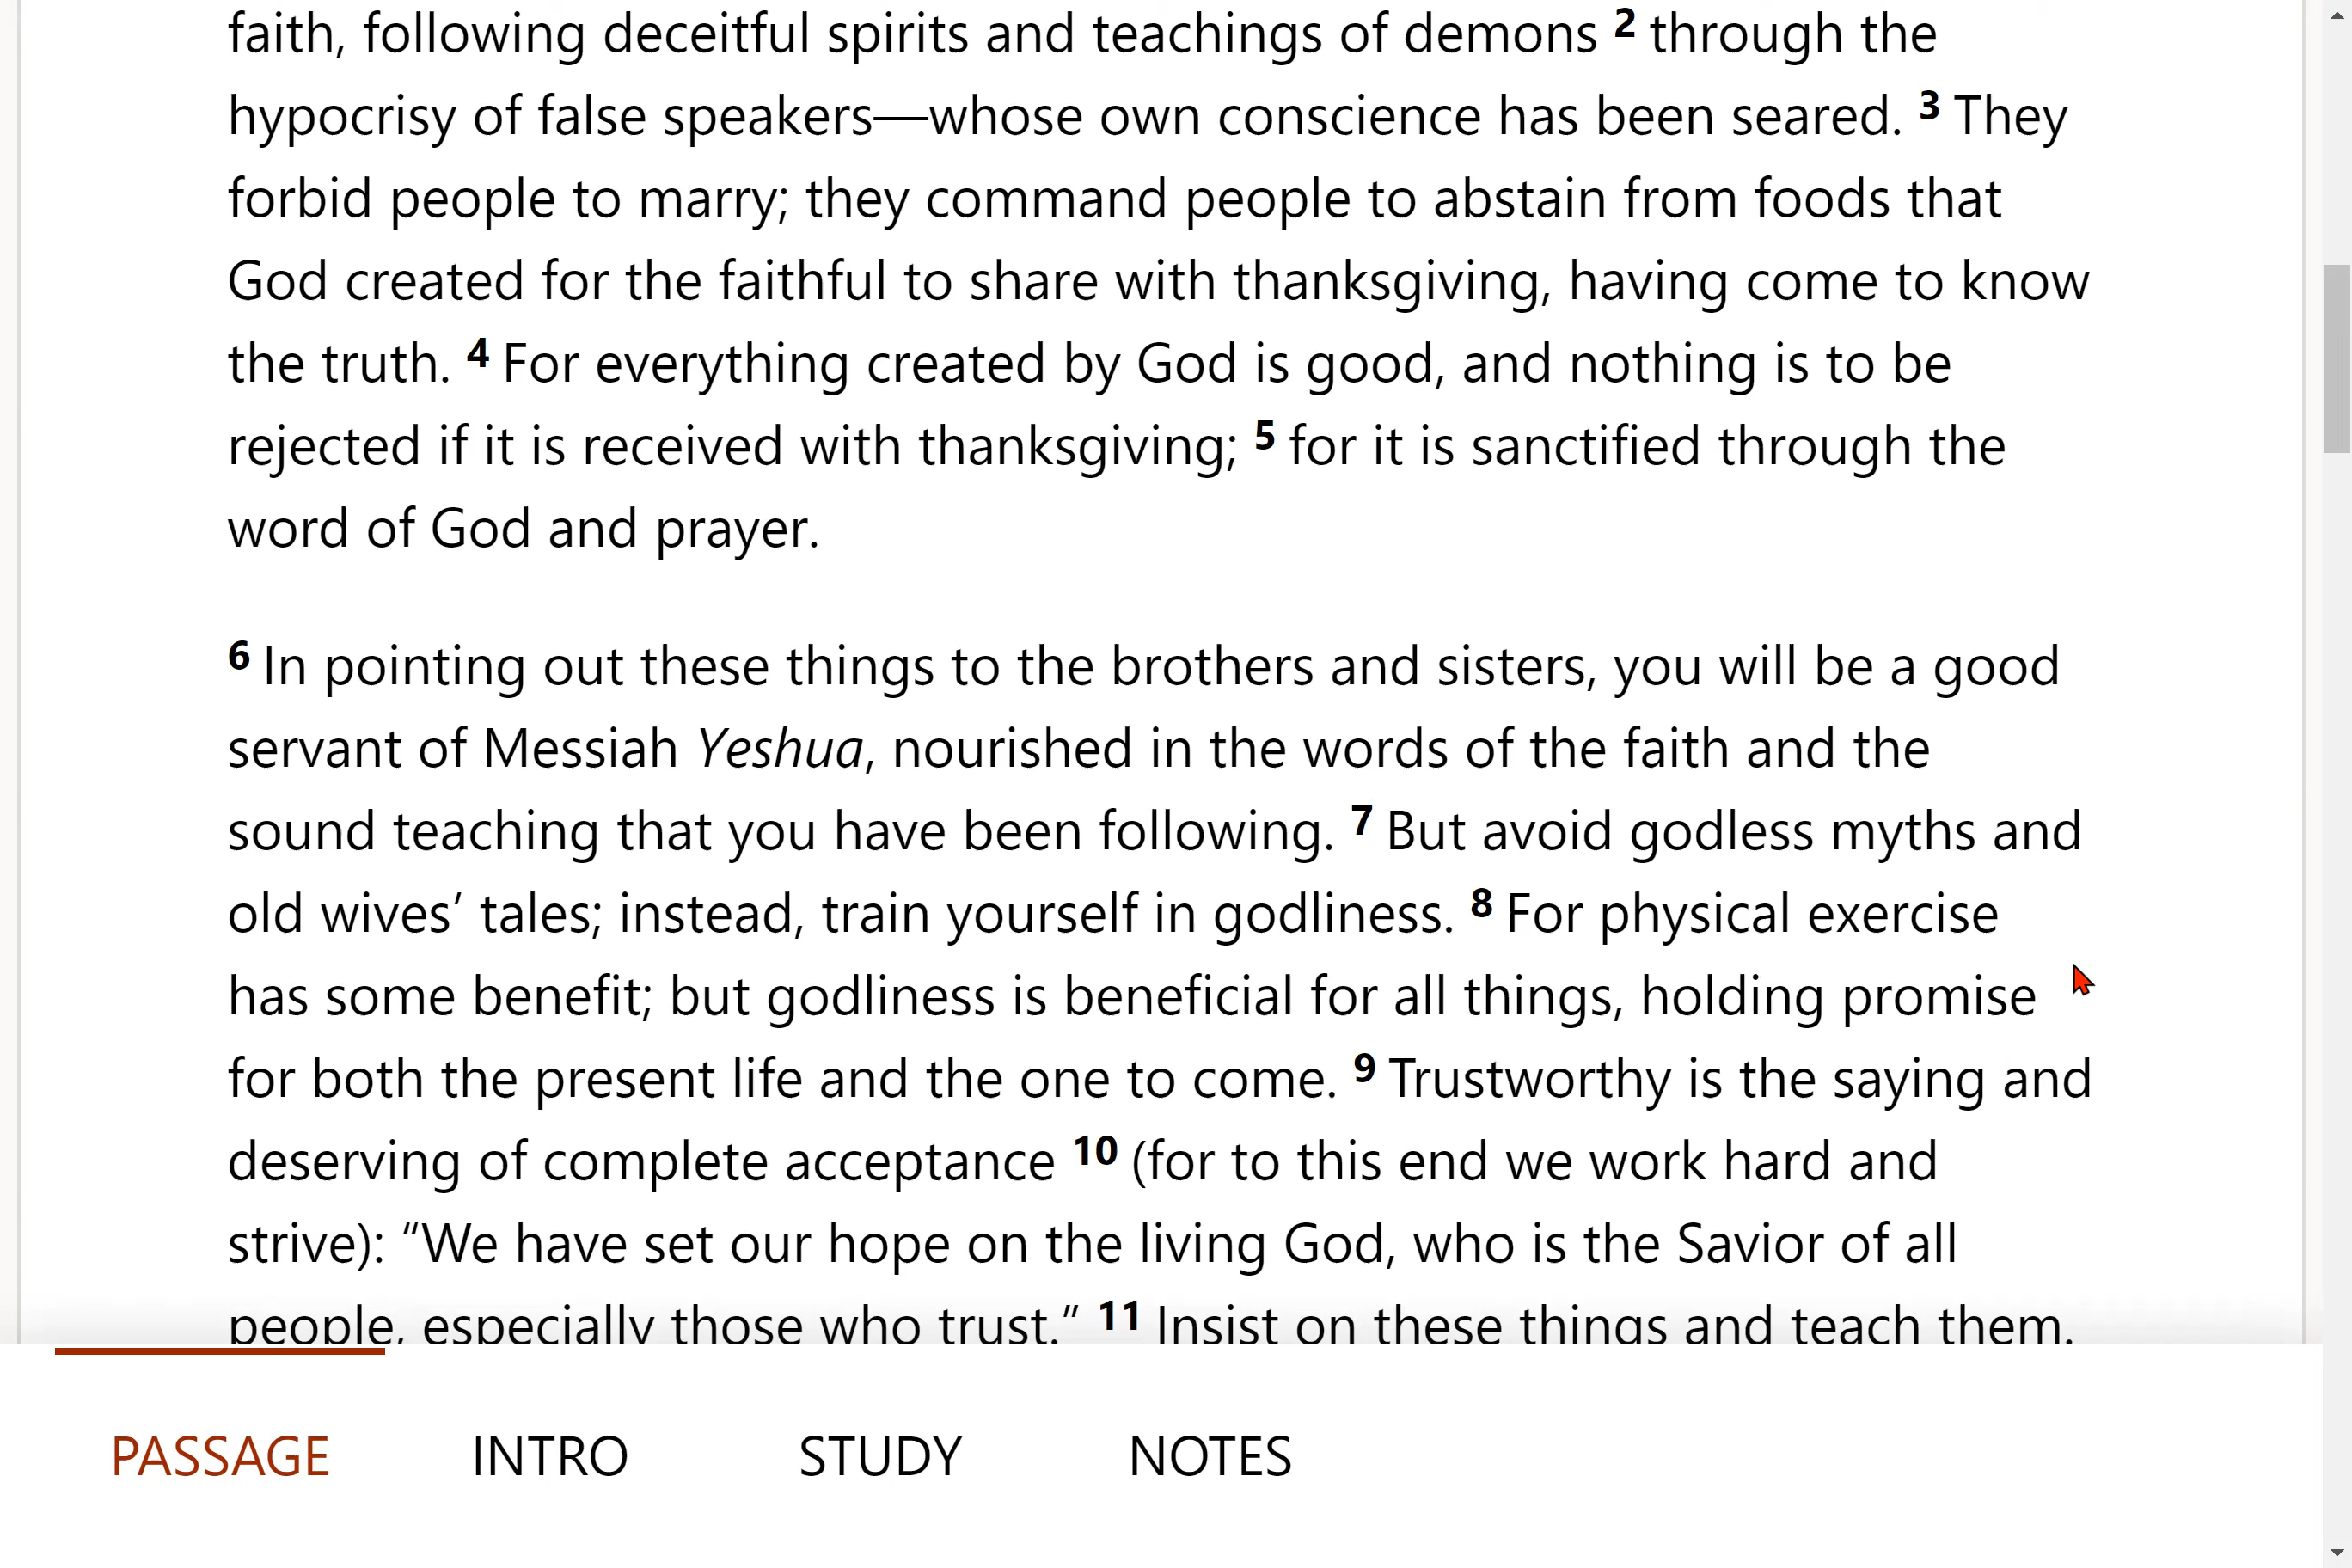 faith, following deceitful spirits and teachings of demons 2 through the
hypocrisy of false speakers—whose own conscience has been seared. 3 They
forbid people to marry; they command people to abstain from foods that
God created for the faithful to share with thanksgiving, having come to know
the truth. 4 For everything created by God is good, and nothing is to be
rejected if it is received with thanksgiving; 5 for it is sanctified through the
word of God and prayer.
6 In pointing out these things to the brothers and sisters, you will be a good
servant of Messiah Yeshua, nourished in the words of the faith and the
sound teaching that you have been following. 7 But avoid godless myths and
old wives’ tales; instead, train yourself in godliness. 8 For physical exercise
has some benefit; but godliness is beneficial for all things, holding promise
for both the present life and the one to come. 9 Trustworthy is the saying and
deserving of complete acceptance 10 (for to this end we work hard and
strive): “We have set our hope on the living God, who is the Savior of all
people, especially those who trust.” 11 Insist on these things and teach them.
PASSAGE INTRO STUDY NOTES